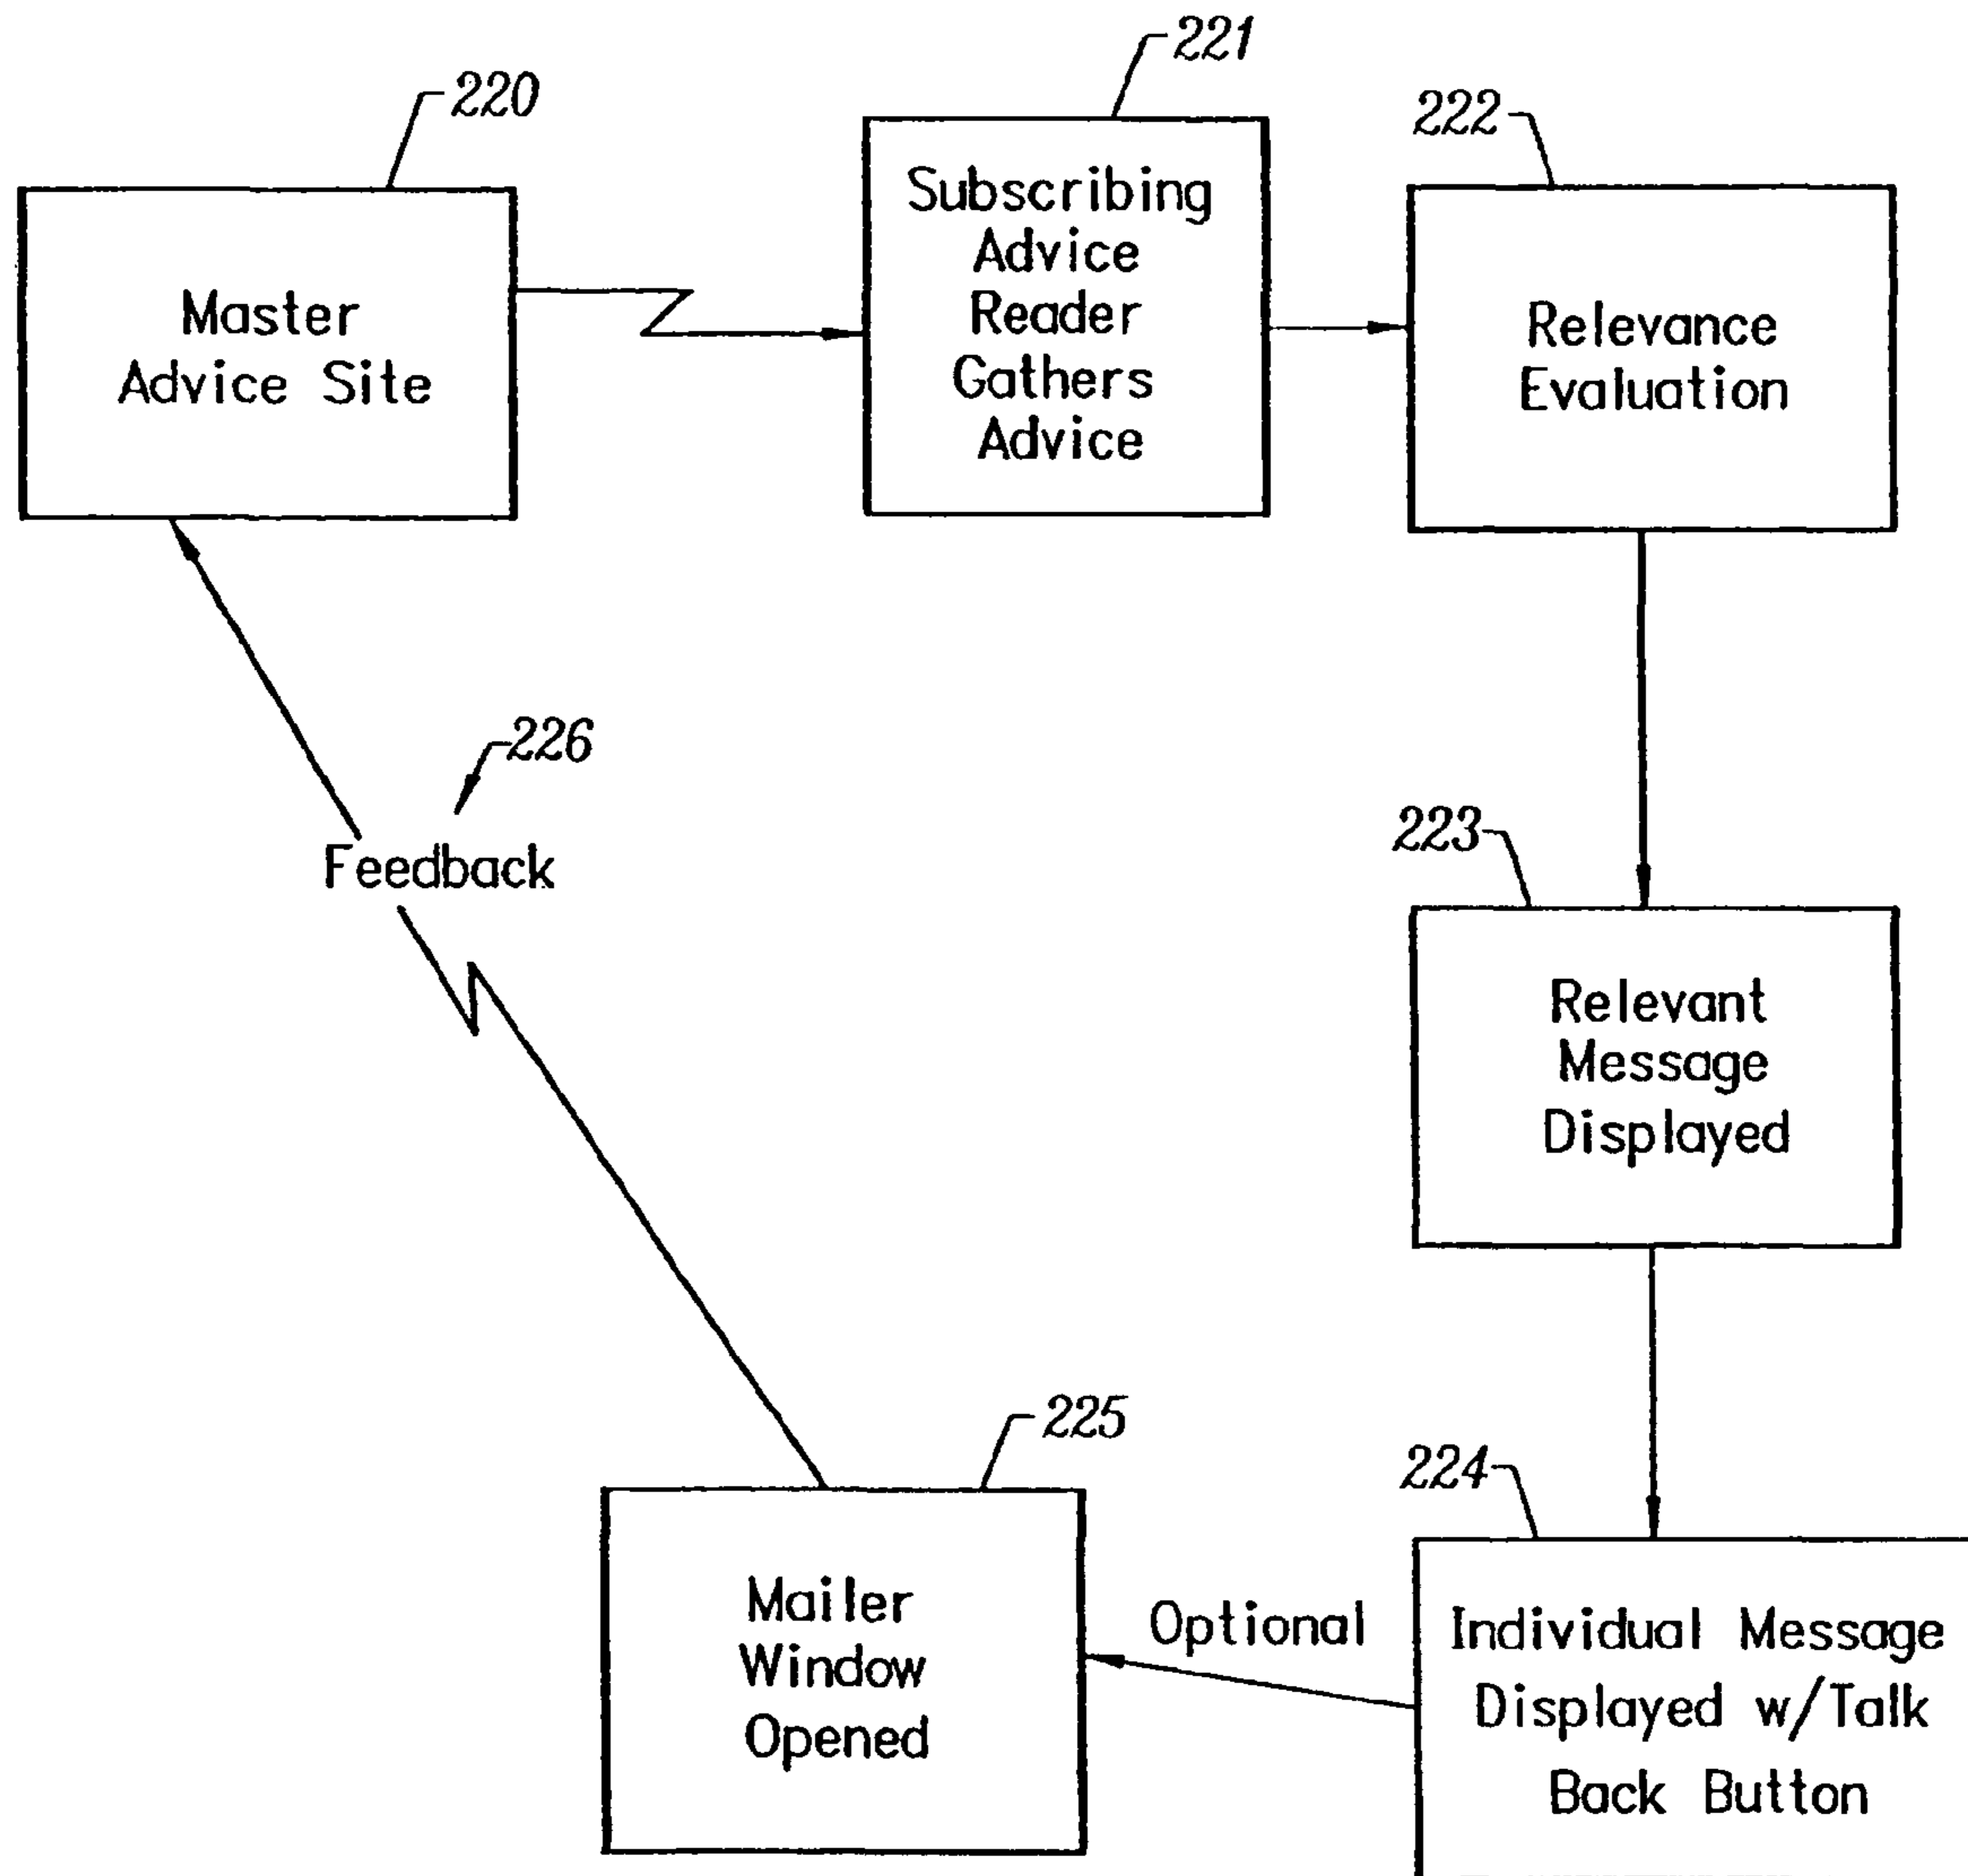 220
Master
Advice Site
221
Subscribing
Advice
Reader
Gathers
Advice
222
Relevance
Evaluation
223
Relevant
Message
Displayed
224
Individual Message
Displayed w/Talk
Back Button
Optional
225
Mailer
Window
Opened
226
Feedback